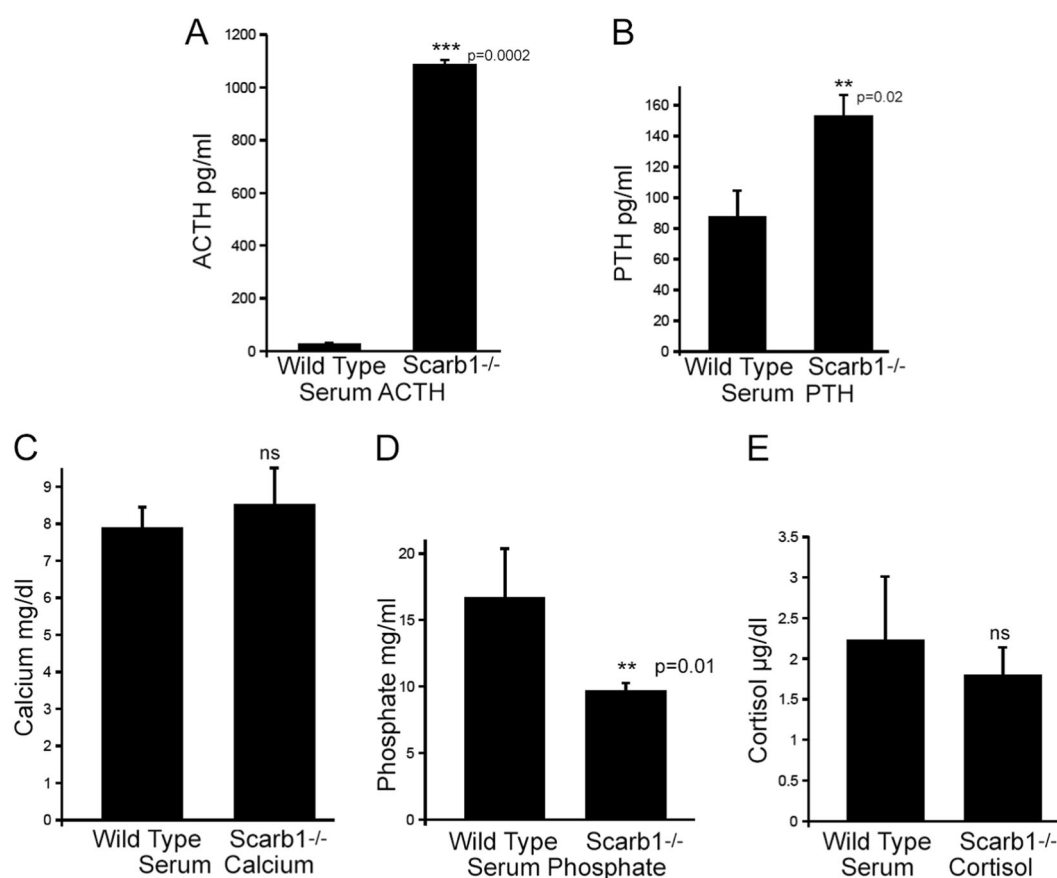 A
1200
1000
800
600
400
200
0
ACTH pg/ml
***
p=0.0002
Wild Type Scarb1-/-
Serum ACTH
B
160
140
120
100
80
60
40
20
0
PTH pg/ml
**
p=0.02
Wild Type Scarb1-/-
Serum PTH
C
9
8
7
6
5
4
3
2
1
0
Calcium mg/dl
ns
Wild Type Scarb1-/-
Serum Calcium
D
20
15
10
5
0
Phosphate mg/ml
** p=0.01
Wild Type Scarb1-/-
Serum Phosphate
E
3.5
3
2.5
2
1.5
1
0.5
0
Cortisol µg/dl
ns
Wild Type Scarb1-/-
Serum Cortisol